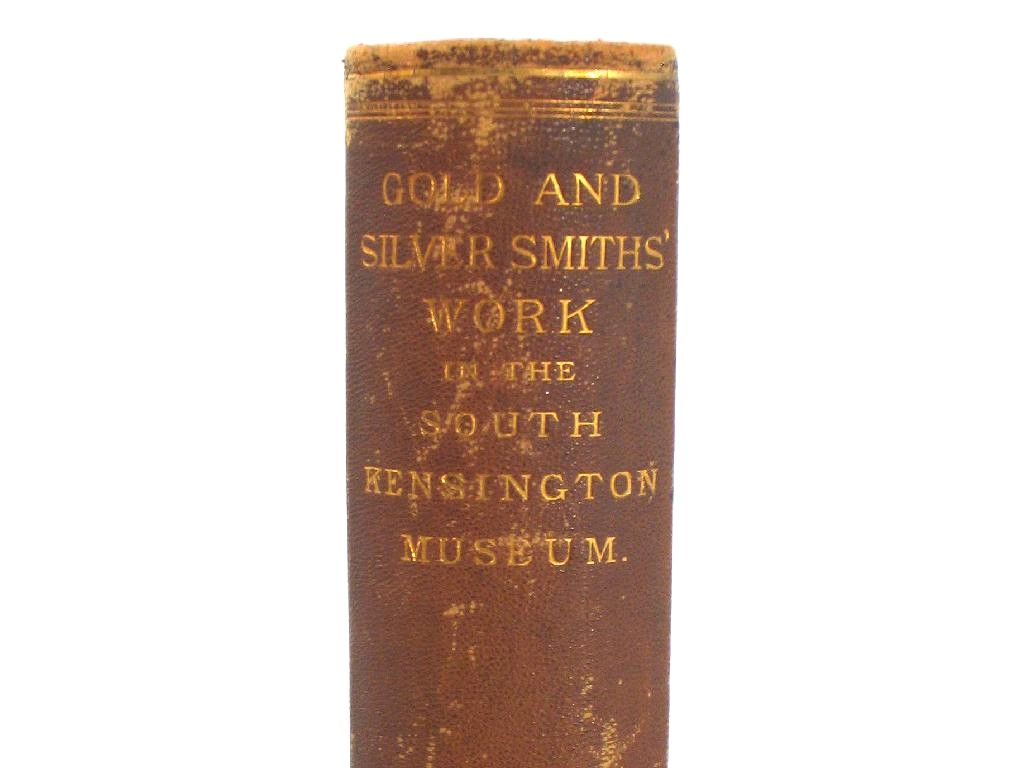 GOLD AND
SILVER SMITHS'
WORK
IN THE
SOUTH
KENSINGTON
MUSEUM.